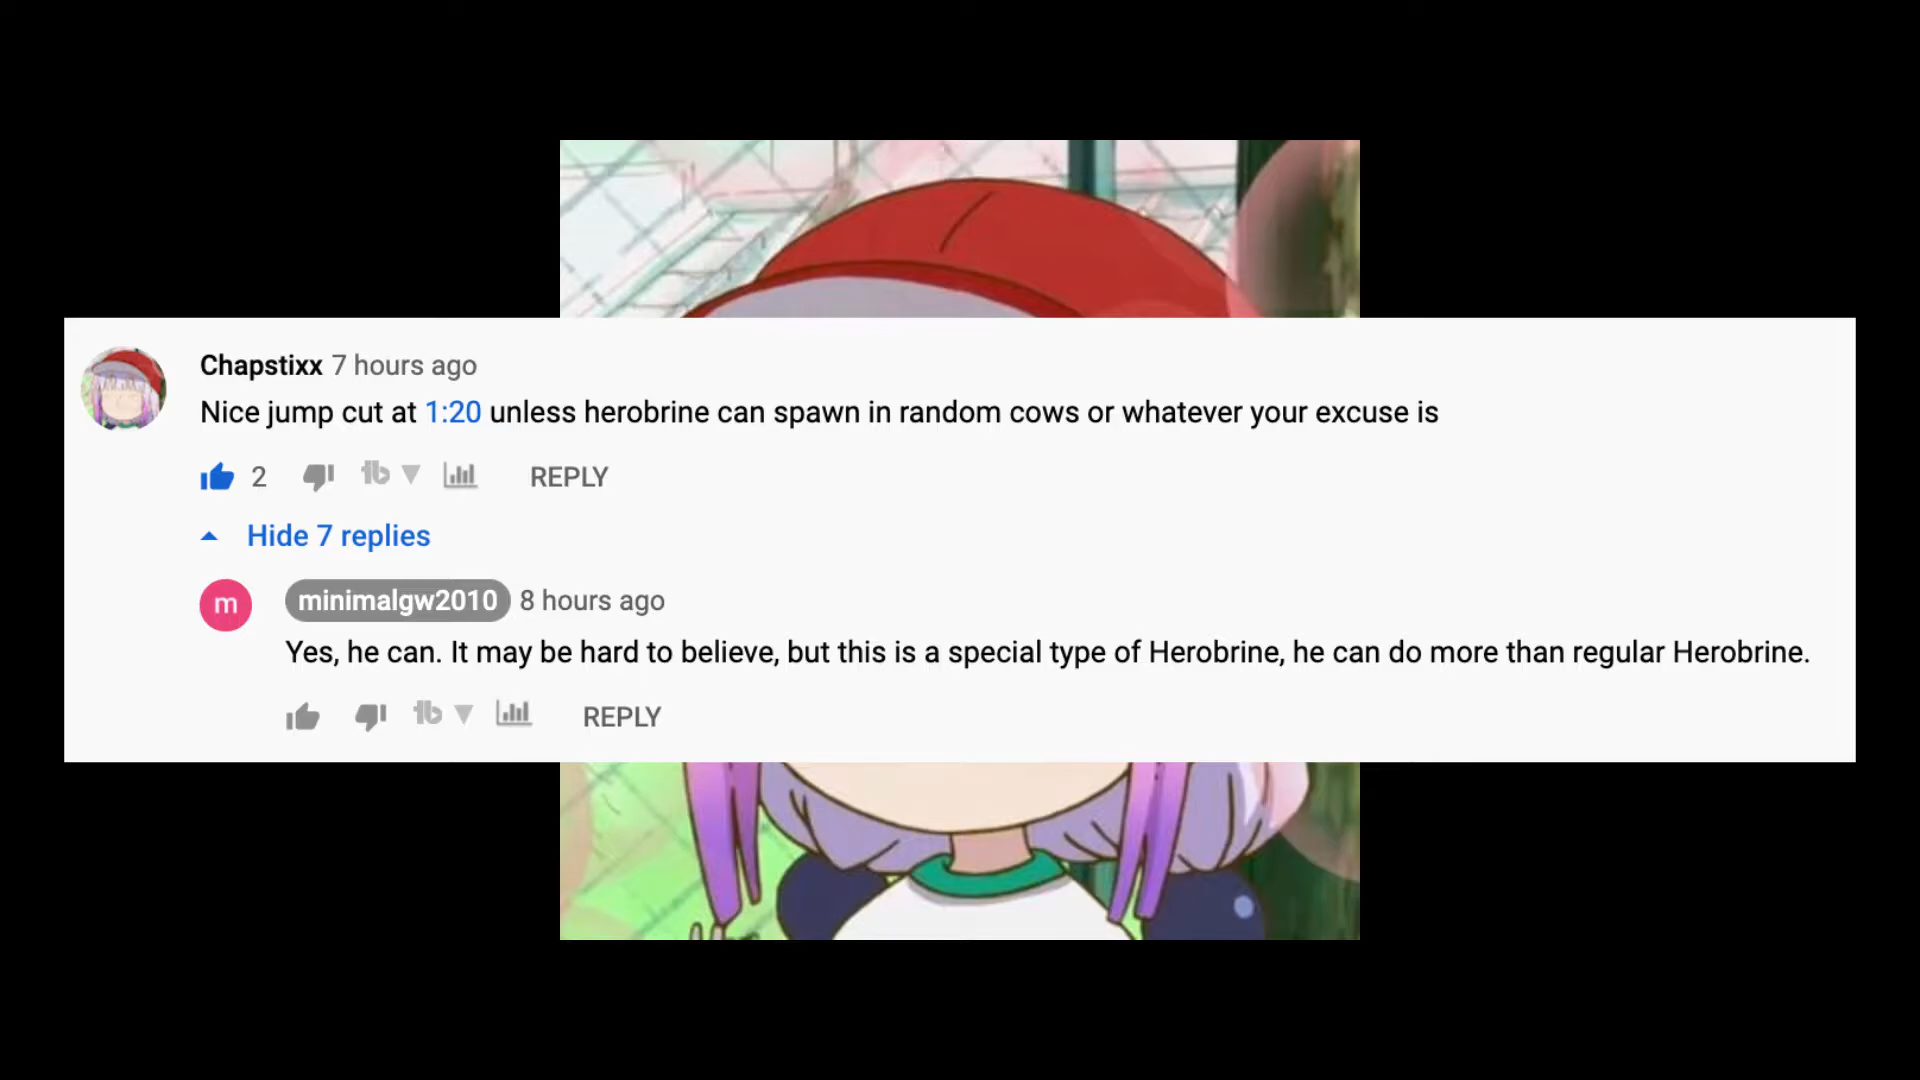 Chapstixx 7 hours ago
Nice jump cut at 1:20 unless herobrine can spawn in random cows or whatever your excuse is
2 tb REPLY
Hide 7 replies
m minimalgw2010 8 hours ago
Yes, he can. It may be hard to believe, but this is a special type of Herobrine, he can do more than regular Herobrine.
tb REPLY